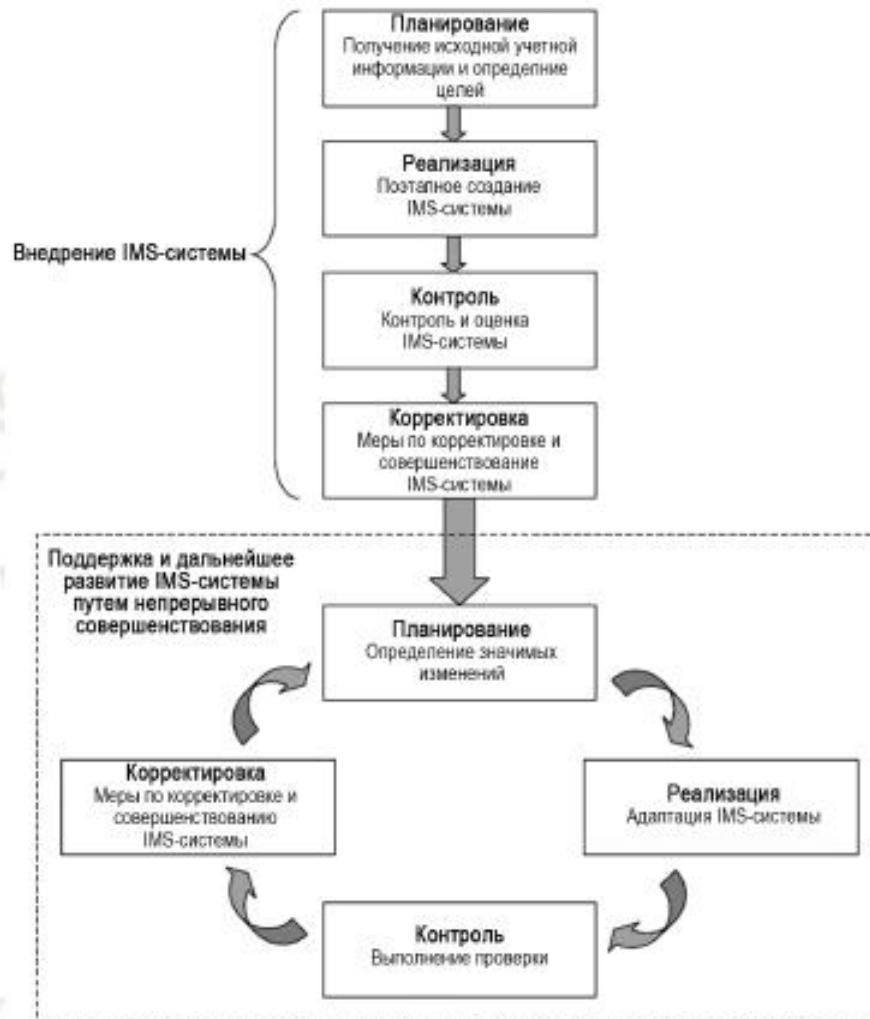 Планирование
Получение исходной учетной
информации и определние
целей
Реализация
Поэтапное создание
IMS-системы
Внедрение IMS-системы
Контроль
Контроль и оценка
IMS-системы
Корректировка
Меры по корректировке и
совершенствование
IMS-системы
Поддержка и дальнейшее
развитие IMS-системы
путем непрерывного
совершенствования
Планирование
Определение значимых
изменений
Корректировка
Меры по корректировке и
совершенствованию
IMS-системы
Реализация
Адаптация IMS-системы
Контроль
Выполнение проверки